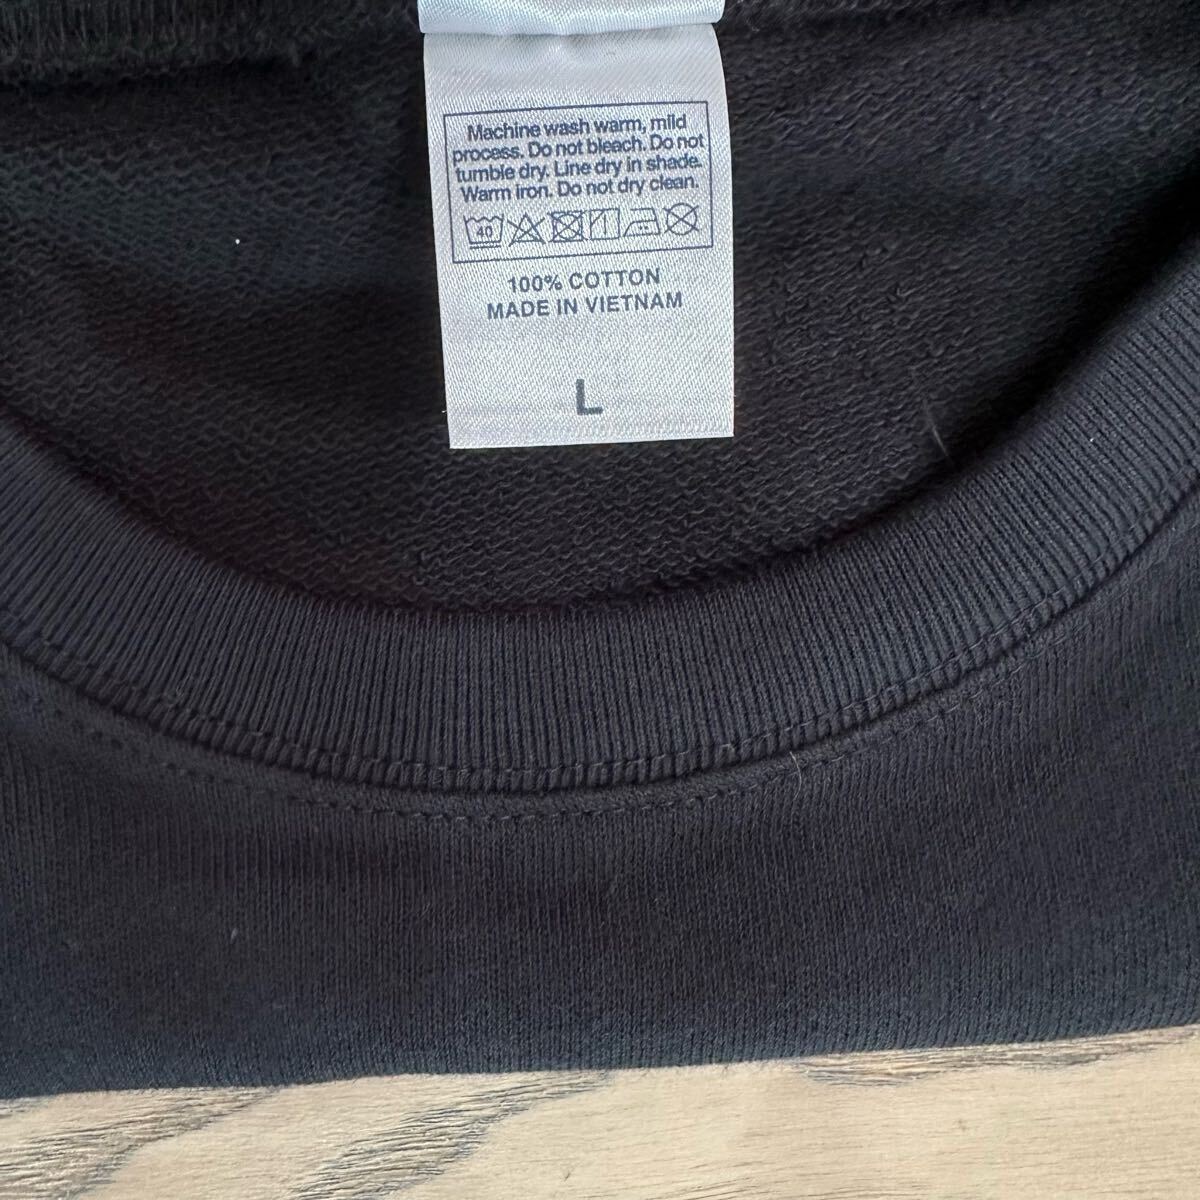 Machine wash warm, mild
process. Do not bleach. Do not
tumble dry. Line dry in shade.
Warm iron. Do not dry clean.
40
100% COTTON
MADE IN VIETNAM
L